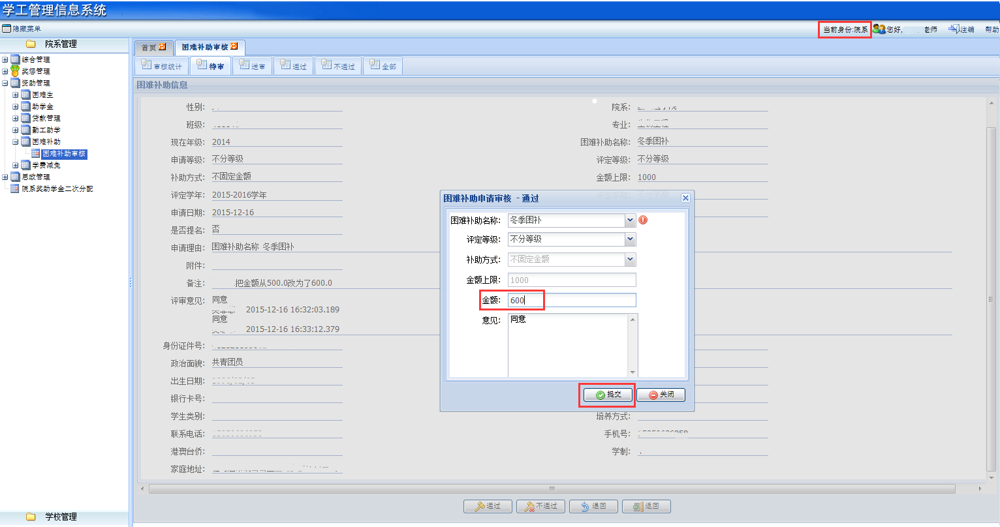 学工管理信息系统
隐藏菜单
当前身份:院系 您好, 老师 注销 帮助
院系管理
综合管理
奖惩管理
资助管理
困难生
助学金
贷款管理
勤工助学
困难补助
困难补助审核
学费减免
思政管理
院系奖助学金二次分配
学校管理
首页 困难补助审核
审核统计 待审 送审 通过 不通过 全部
困难补助信息
性别: 院系:
班级: 专业:
现在年级: 2014 困难补助名称: 冬季困补
申请等级: 不分等级 评定等级: 不分等级
补助方式: 不固定金额 金额上限: 1000
评定学年: 2015-2016学年 评定学期: 不分学期
申请日期: 2015-12-16
是否提名: 否
申请理由: 困难补助名称 冬季困补
附件:
备注: .把金额从500.0改为了600.0
评审意见: 同意
2015-12-16 16:32:03.189
同意
2015-12-16 16:33:12.379
身份证件号:
政治面貌: 共青团员
出生日期:
银行卡号:
学生类别: 培养方式:
联系电话: 手机号:
港澳台侨: 学制:
家庭地址:
困难补助申请审核 - 通过
困难补助名称: 冬季困补
评定等级: 不分等级
补助方式: 不固定金额
金额上限: 1000
金额: 600
意见: 同意
提交 关闭
通过 不通过 退回 返回